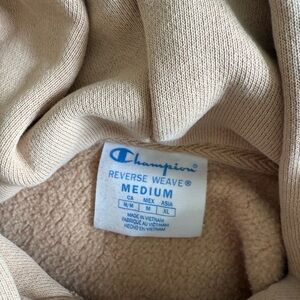 Champion
REVERSE WEAVE®
MEDIUM
CA MEX ASIA
M/M M XL
MADE IN VIETNAM
FABRIQUÉ AU VIETNAM
HECHO EN VIETNAM